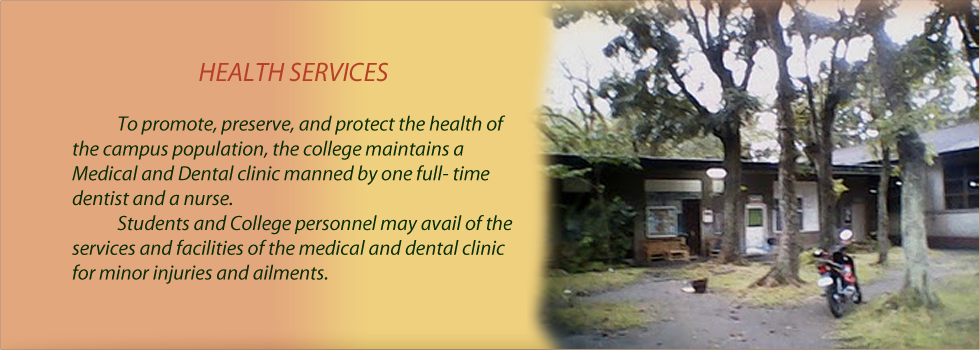 HEALTH SERVICES
To promote, preserve, and protect the health of
the campus population, the college maintains a
Medical and Dental clinic manned by one full- time
dentist and a nurse.
Students and College personnel may avail of the
services and facilities of the medical and dental clinic
for minor injuries and ailments.